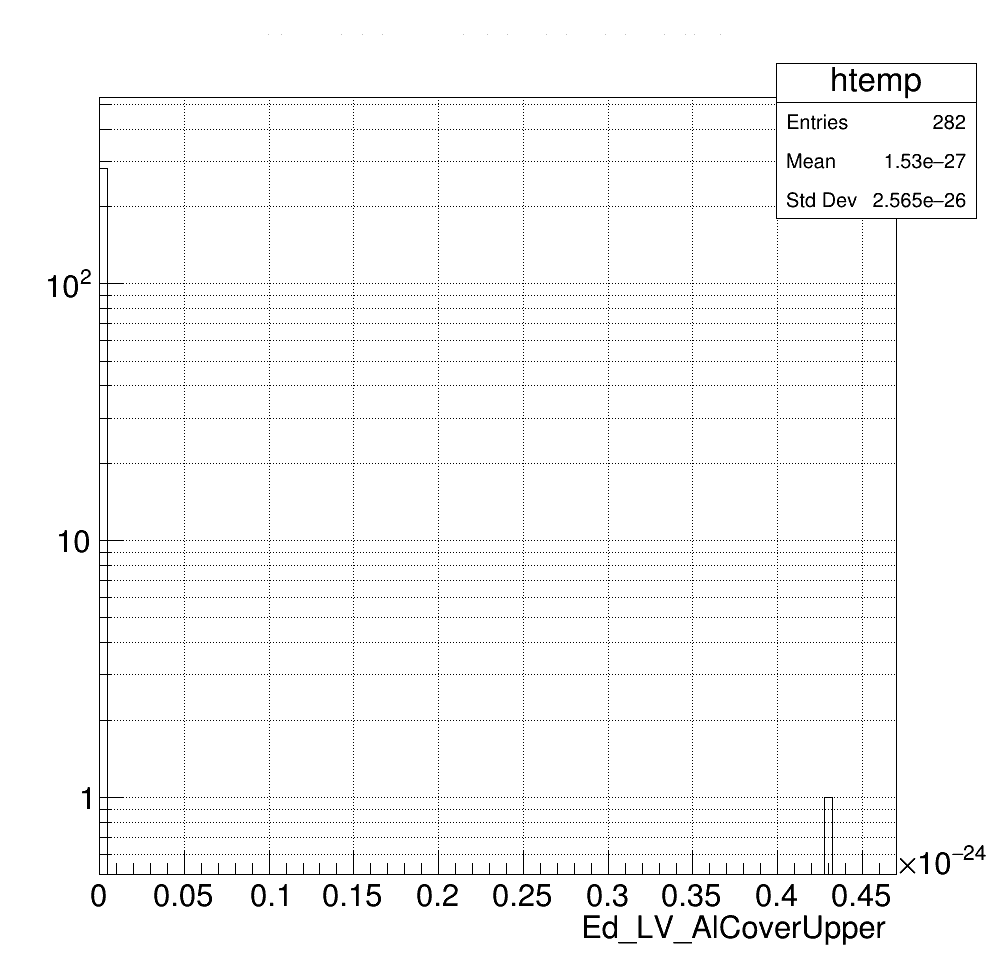 htemp
Entries 282
Mean 1.53e−27
Std Dev 2.565e−26
10²
10
1
0 0.05 0.1 0.15 0.2 0.25 0.3 0.35 0.4 0.45 ×10⁻²⁴
Ed_LV_AlCoverUpper